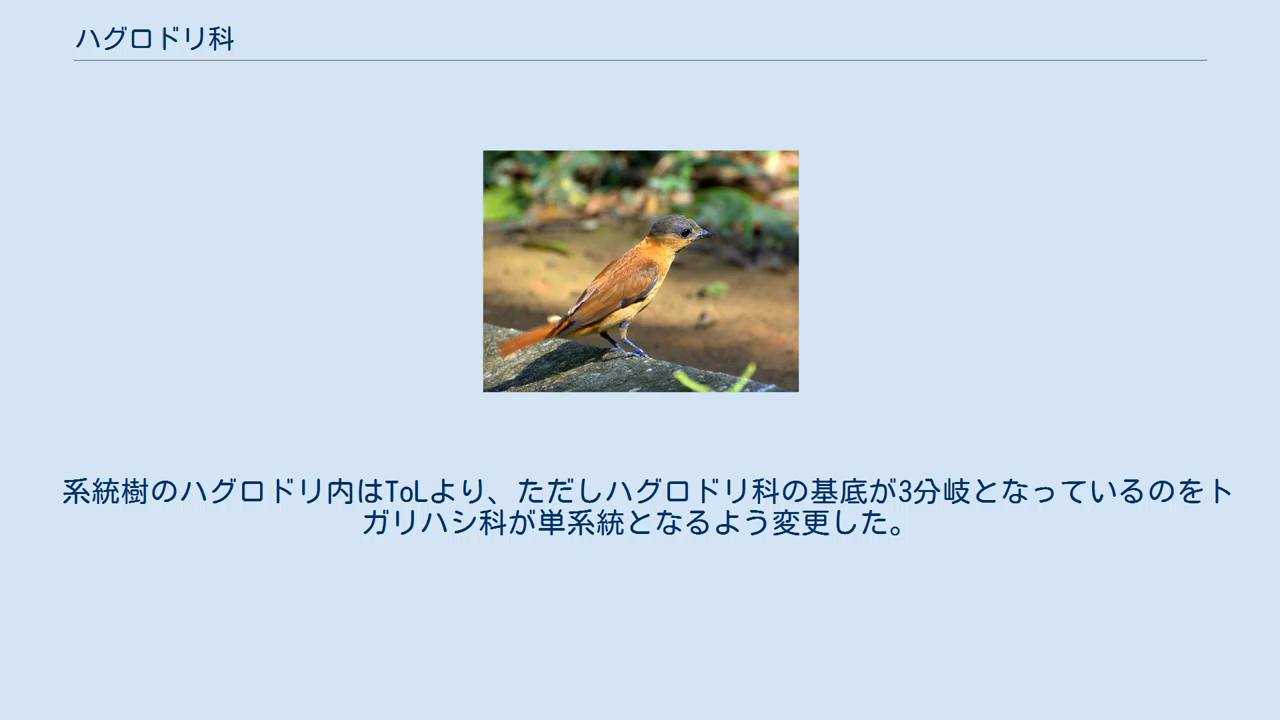 ハグロドリ科
系統樹のハグロドリ内はToLより、ただしハグロドリ科の基底が3分岐となっているのをト
ガリハシ科が単系統となるよう変更した。